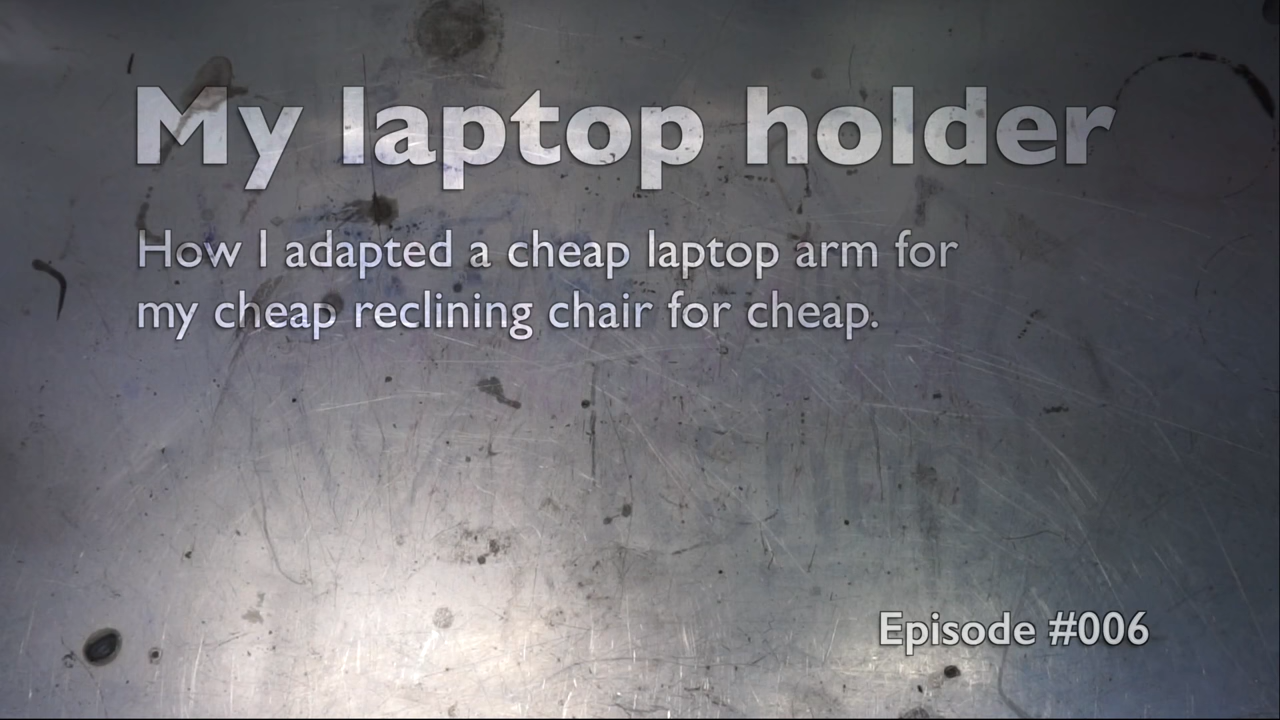 My laptop holder
How I adapted a cheap laptop arm for
my cheap reclining chair for cheap.
Episode #006